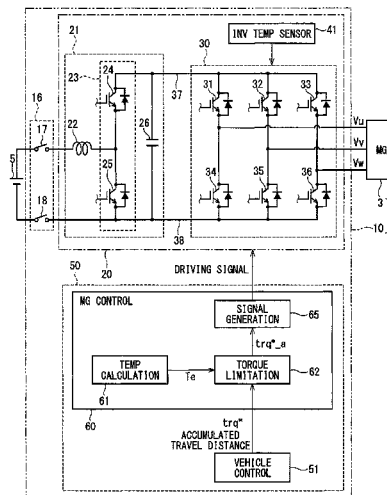 21
30
INV TEMP SENSOR
41
23
24
31
32
33
37
16
17
22
26
Vu
Vv
Vw
MG
5
25
34
35
36
18
3
38
10
20
DRIVING SIGNAL
50
MG CONTROL
SIGNAL GENERATION
65
trq*_a
TEMP CALCULATION
Te
TORQUE LIMITATION
61
62
60
trq*
ACCUMULATED TRAVEL DISTANCE
VEHICLE CONTROL
51